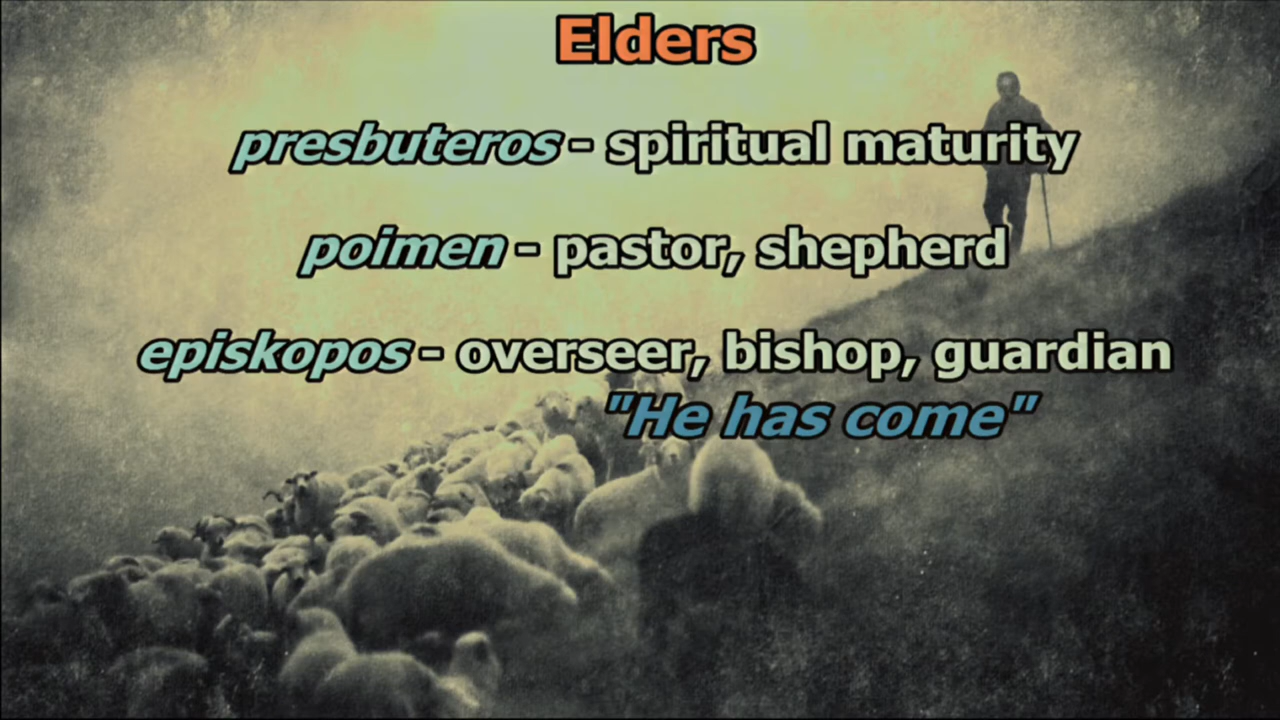 Elders
presbuteros - spiritual maturity
poimen - pastor, shepherd
episkopos - overseer, bishop, guardian
"He has come"